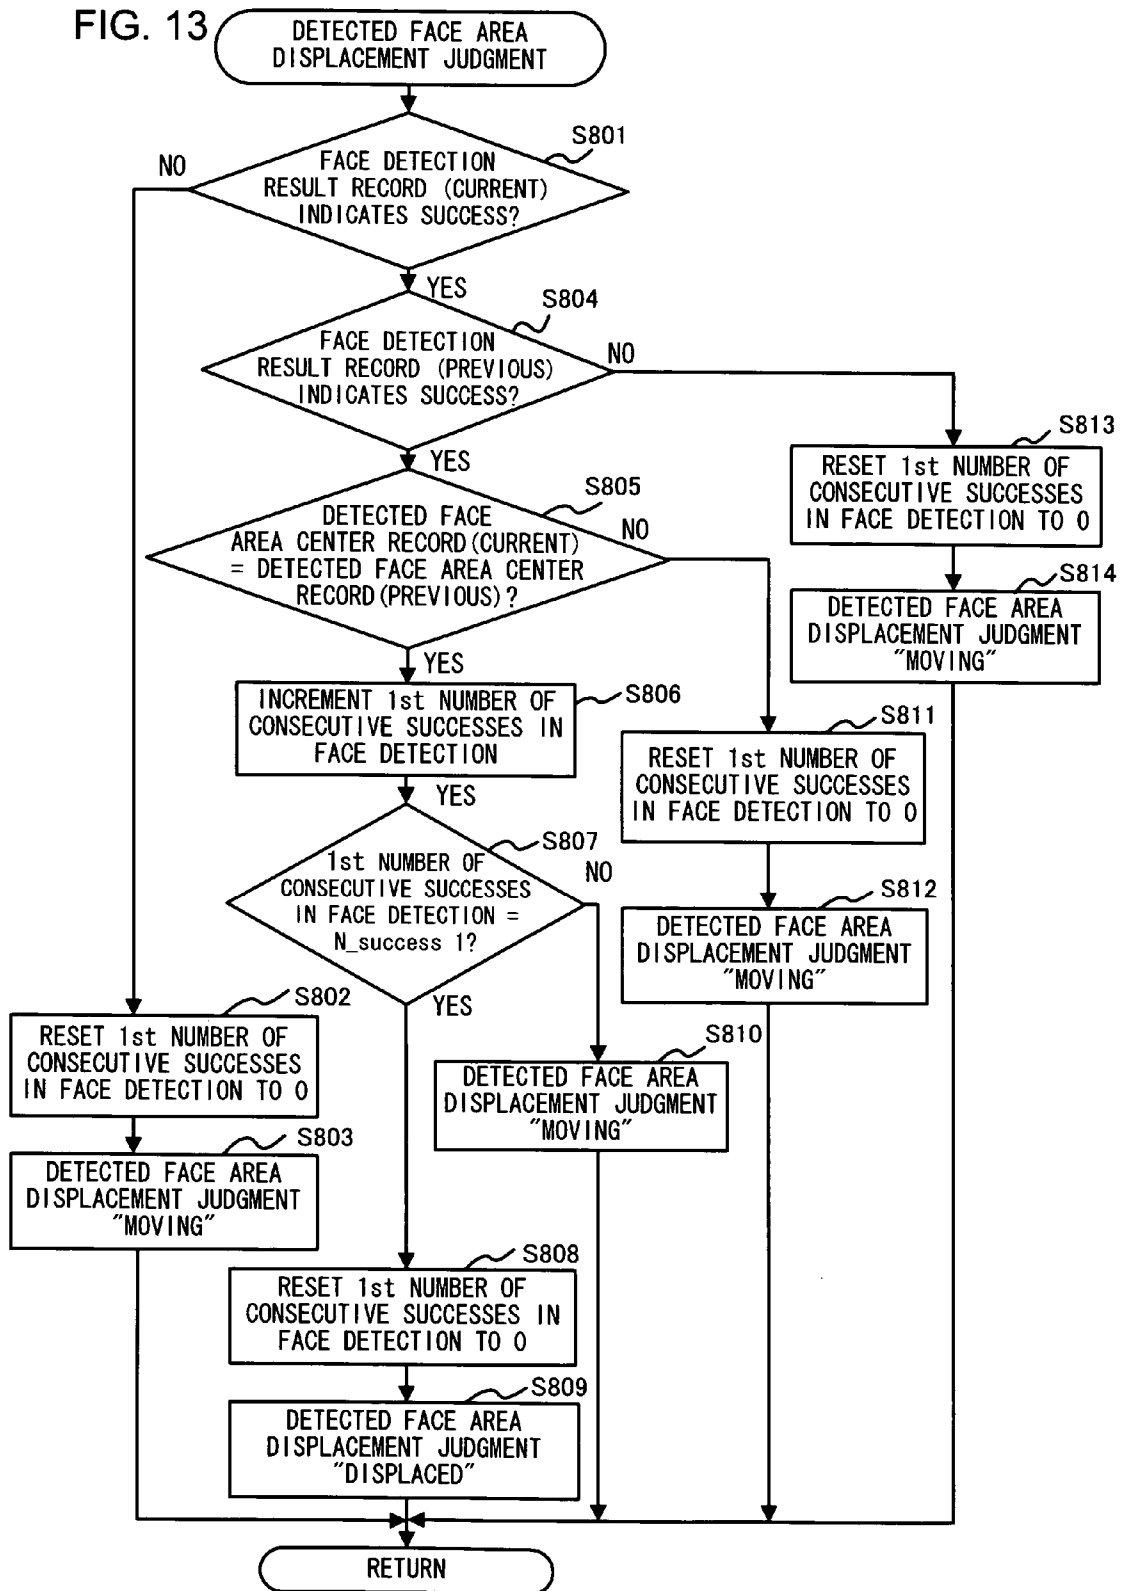 FIG. 13
DETECTED FACE AREA
DISPLACEMENT JUDGMENT
S801
NO
FACE DETECTION
RESULT RECORD (CURRENT)
INDICATES SUCCESS?
YES
S804
FACE DETECTION
RESULT RECORD (PREVIOUS)
INDICATES SUCCESS?
NO
YES
S813
RESET 1st NUMBER OF
CONSECUTIVE SUCCESSES
IN FACE DETECTION TO 0
S805
DETECTED FACE
AREA CENTER RECORD(CURRENT)
= DETECTED FACE AREA CENTER
RECORD(PREVIOUS)?
NO
S814
DETECTED FACE AREA
DISPLACEMENT JUDGMENT
"MOVING"
YES
S806
INCREMENT 1st NUMBER OF
CONSECUTIVE SUCCESSES IN
FACE DETECTION
S811
RESET 1st NUMBER OF
CONSECUTIVE SUCCESSES
IN FACE DETECTION TO 0
YES
S807
1st NUMBER OF
CONSECUTIVE SUCCESSES
IN FACE DETECTION =
N_success 1?
NO
S812
DETECTED FACE AREA
DISPLACEMENT JUDGMENT
"MOVING"
YES
S802
RESET 1st NUMBER OF
CONSECUTIVE SUCCESSES
IN FACE DETECTION TO 0
S810
DETECTED FACE AREA
DISPLACEMENT JUDGMENT
"MOVING"
S803
DETECTED FACE AREA
DISPLACEMENT JUDGMENT
"MOVING"
S808
RESET 1st NUMBER OF
CONSECUTIVE SUCCESSES IN
FACE DETECTION TO 0
S809
DETECTED FACE AREA
DISPLACEMENT JUDGMENT
"DISPLACED"
RETURN